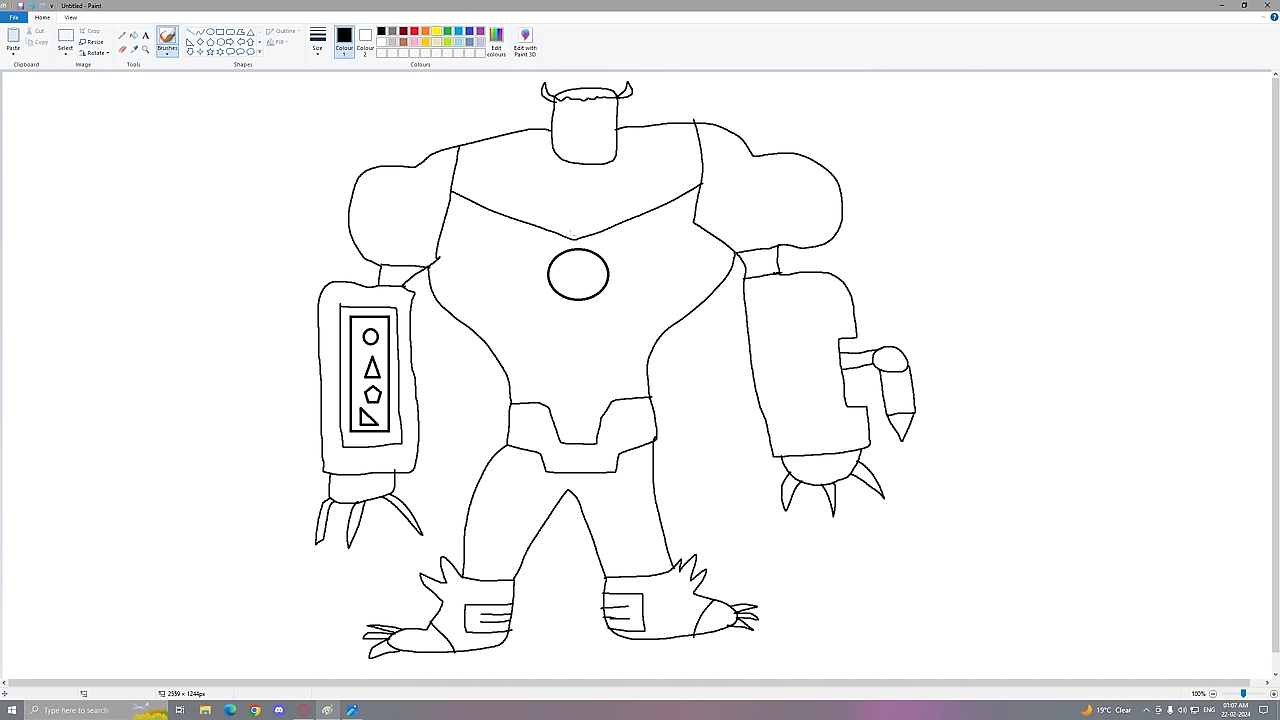 Untitled - Paint
File Home View
Paste Cut Copy Select Crop Resize Rotate Brushes Outline Fill Size Colour 1 Colour 2 Edit colours Edit with Paint 3D
Clipboard Image Tools Shapes Colours
2559 × 1244px 100%
Type here to search 19°C Clear ENG 01:07 AM
22-02-2024